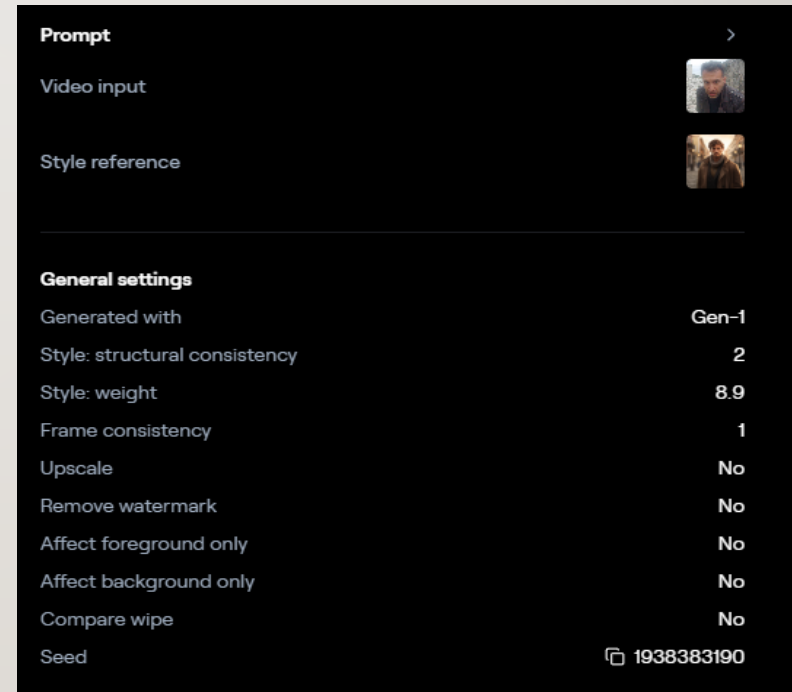 Prompt
Video input
Style reference
General settings
Generated with Gen-1
Style: structural consistency 2
Style: weight 8.9
Frame consistency 1
Upscale No
Remove watermark No
Affect foreground only No
Affect background only No
Compare wipe No
Seed 1938383190